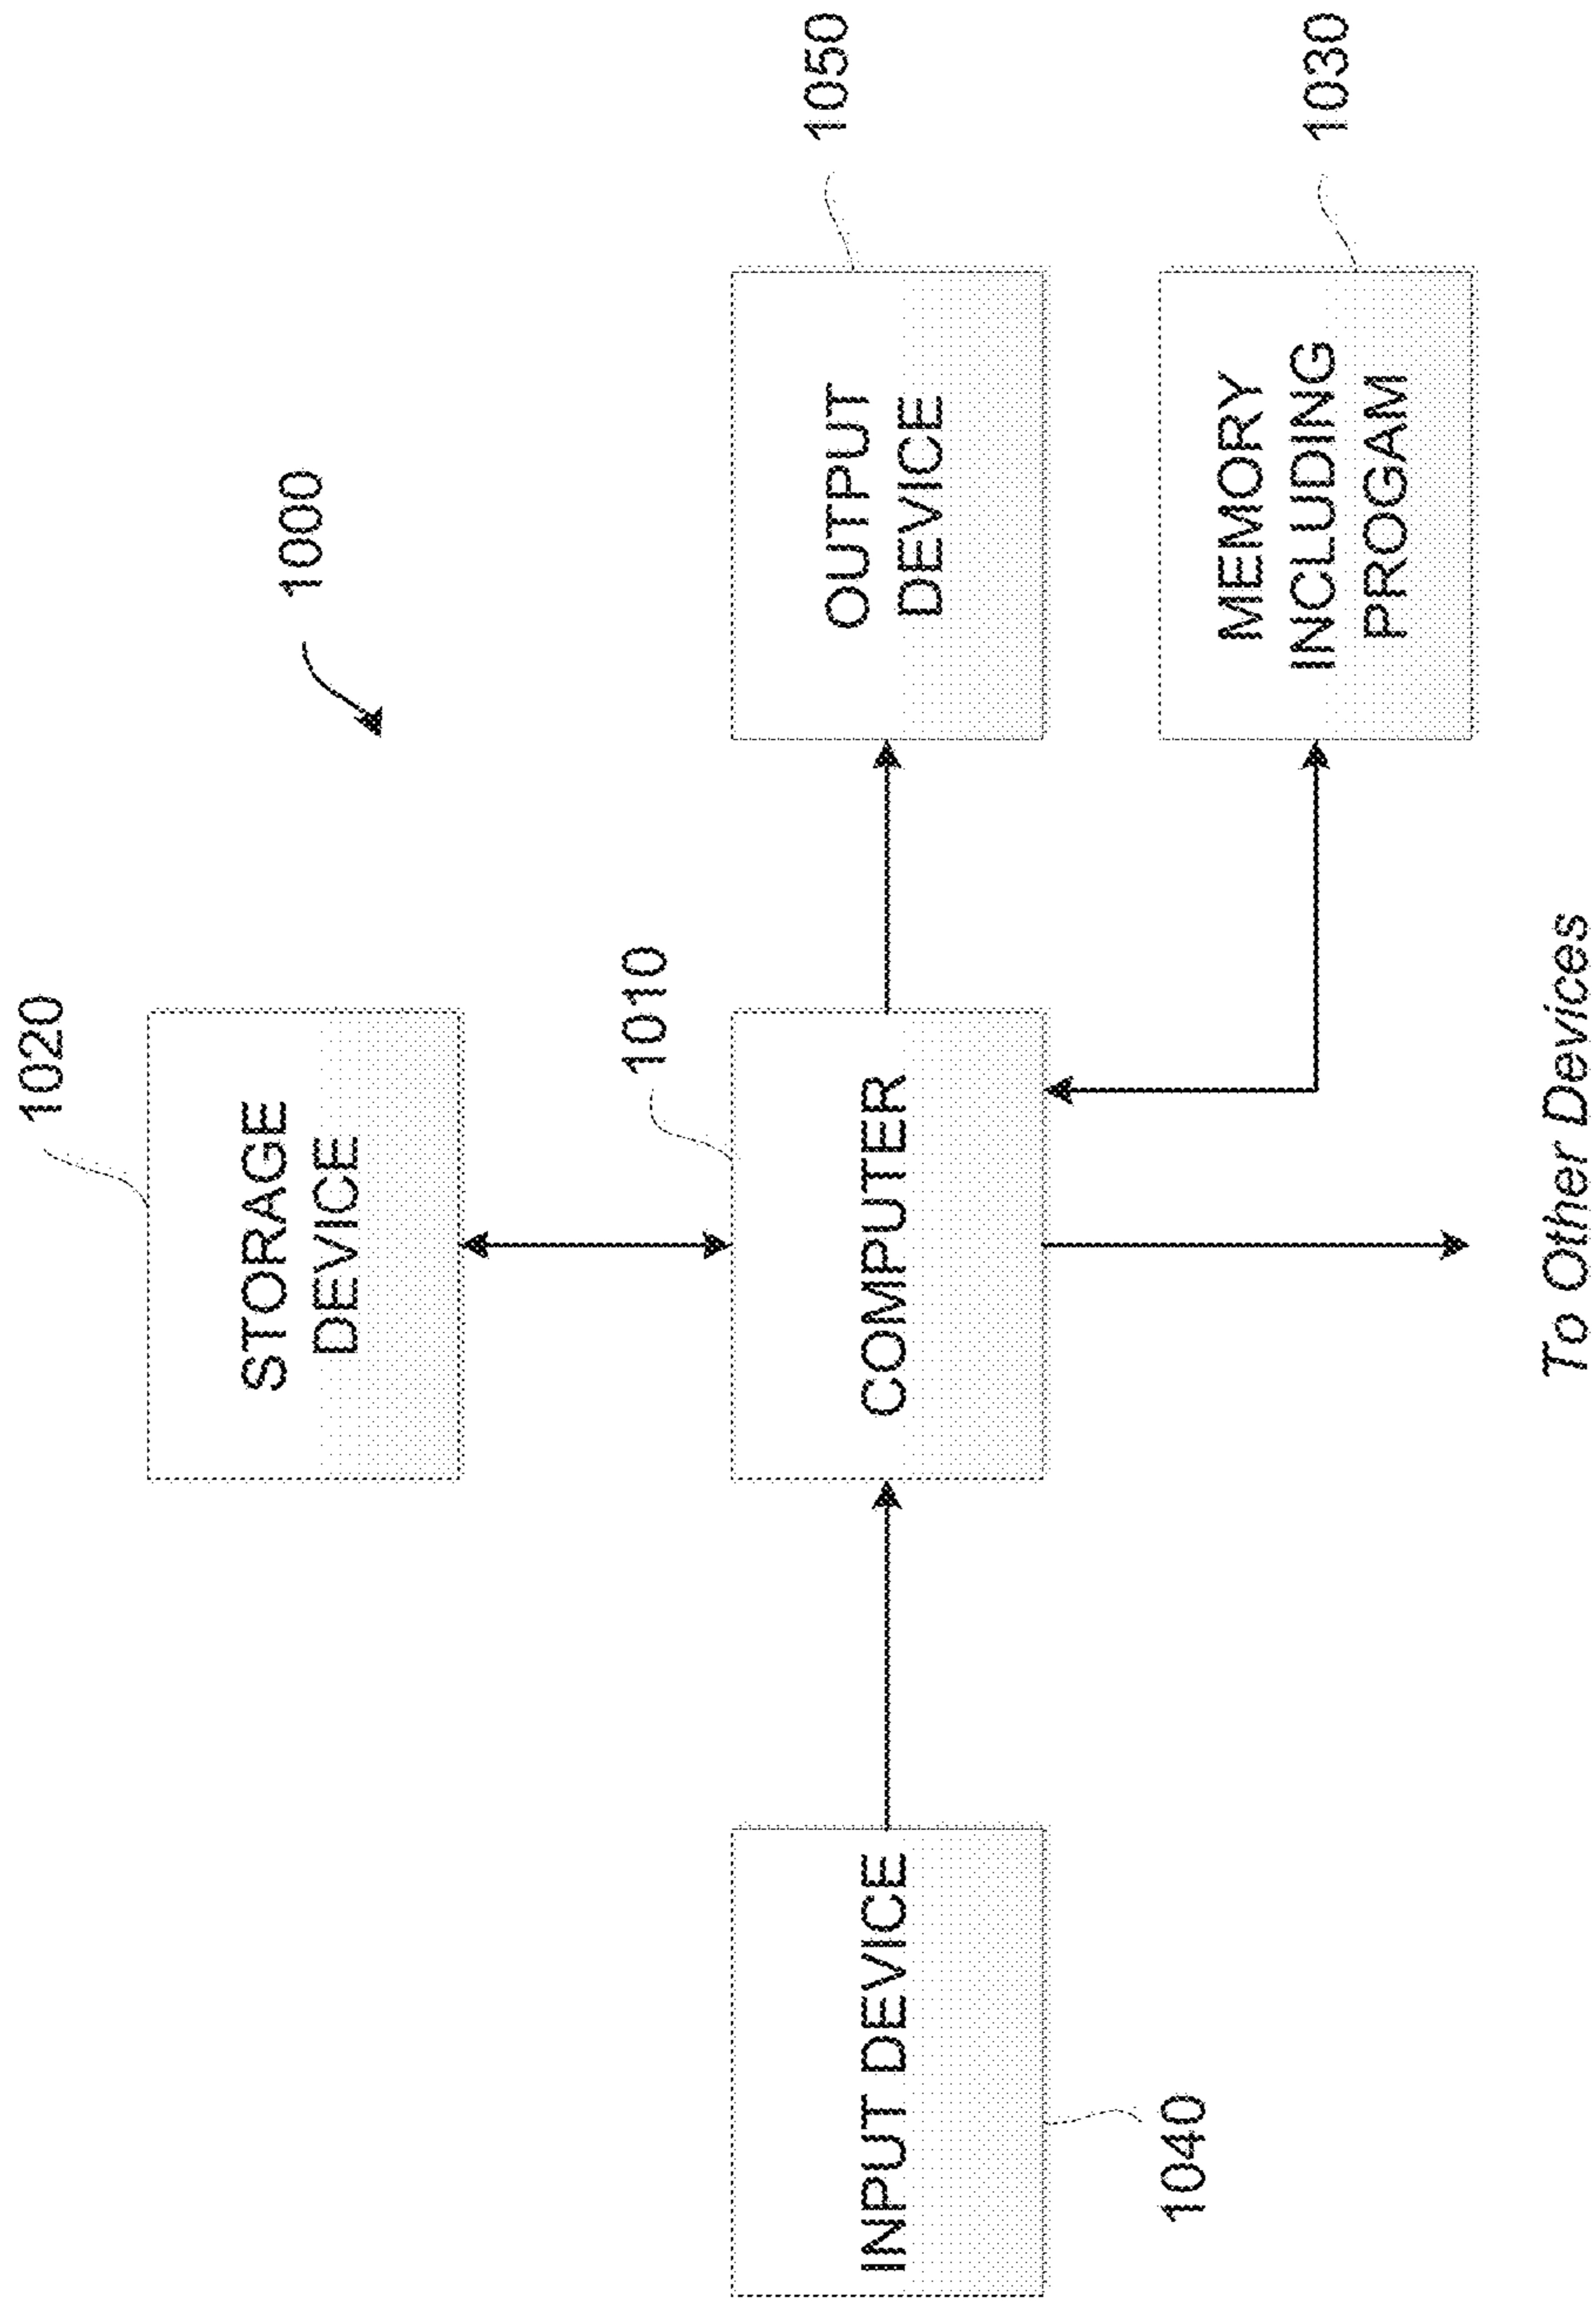 1020
STORAGE
DEVICE
1000
1010
INPUT DEVICE
COMPUTER
OUTPUT
DEVICE
1050
1040
MEMORY
INCLUDING
PROGAM
1030
To Other Devices